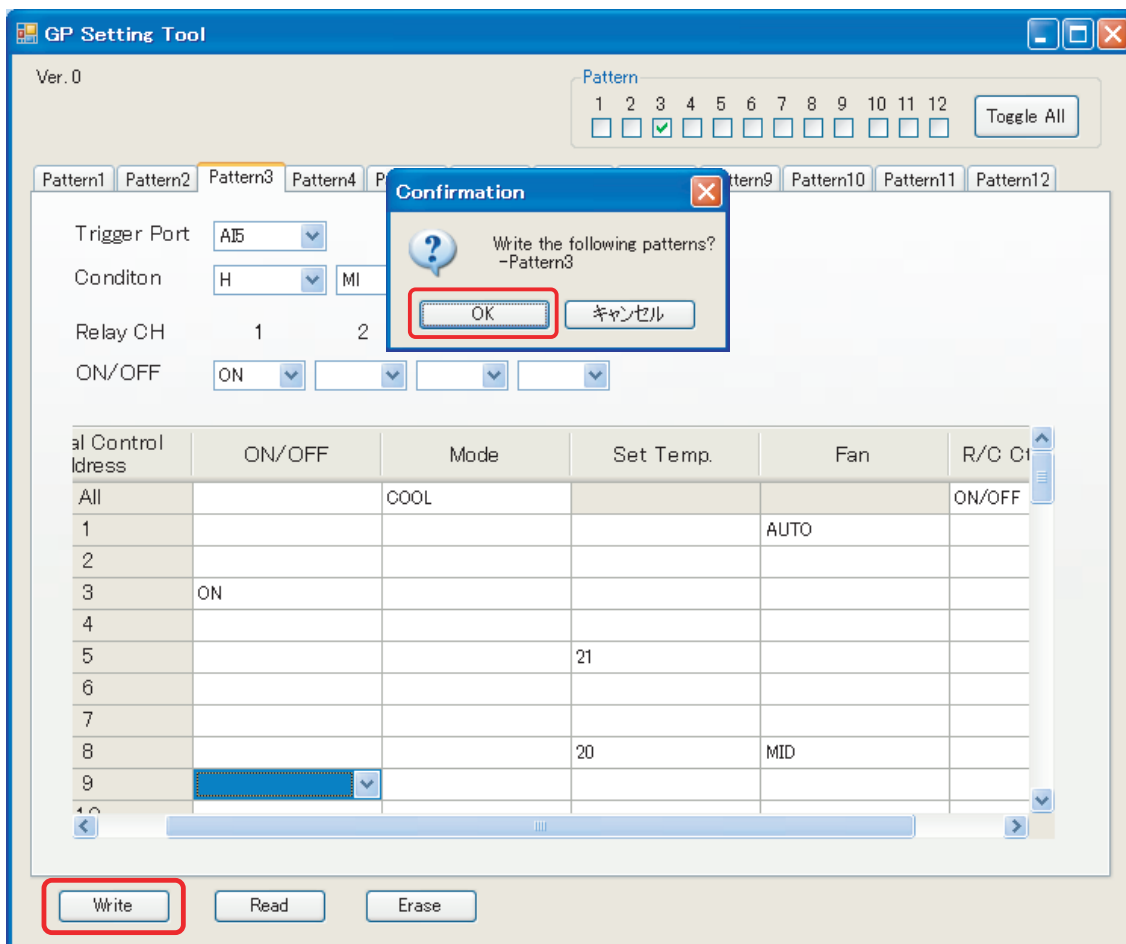 GP Setting Tool
Ver. 0
Pattern
1 2 3 4 5 6 7 8 9 10 11 12
Toggle All
Pattern1 Pattern2 Pattern3 Pattern4 P ttern9 Pattern10 Pattern11 Pattern12
Confirmation
Write the following patterns?
-Pattern3
OK キャンセル
Trigger Port AI5
Conditon H MI
Relay CH 1 2
ON/OFF ON
al Control
ldress ON/OFF Mode Set Temp. Fan R/C Ct
All COOL ON/OFF
1 AUTO
2
3 ON
4
5 21
6
7
8 20 MID
9
Write Read Erase